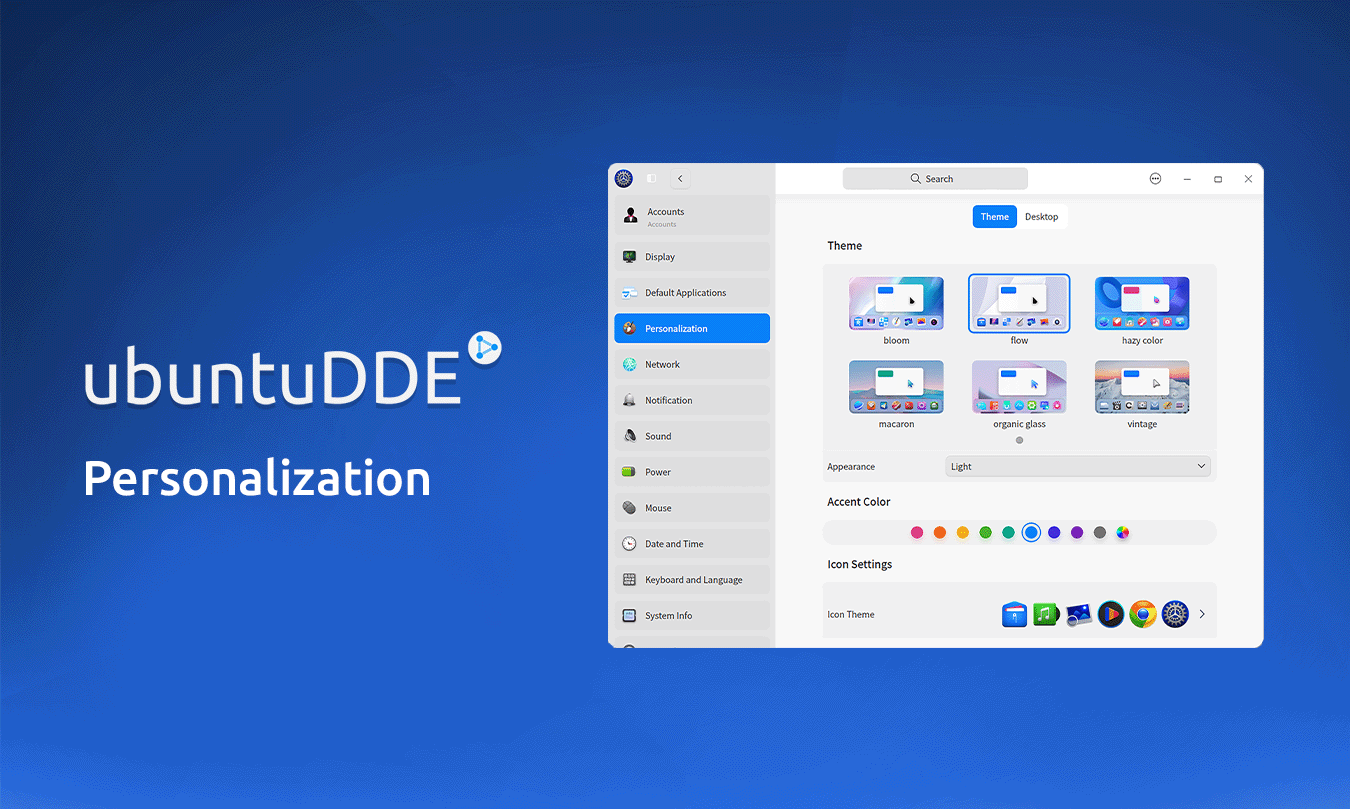 ubuntuDDE
Personalization
Accounts
Accounts
Display
Default Applications
Personalization
Network
Notification
Sound
Power
Mouse
Date and Time
Keyboard and Language
System Info
Search
Theme Desktop
Theme
bloom flow hazy color
macaron organic glass vintage
Appearance Light
Accent Color
Icon Settings
Icon Theme